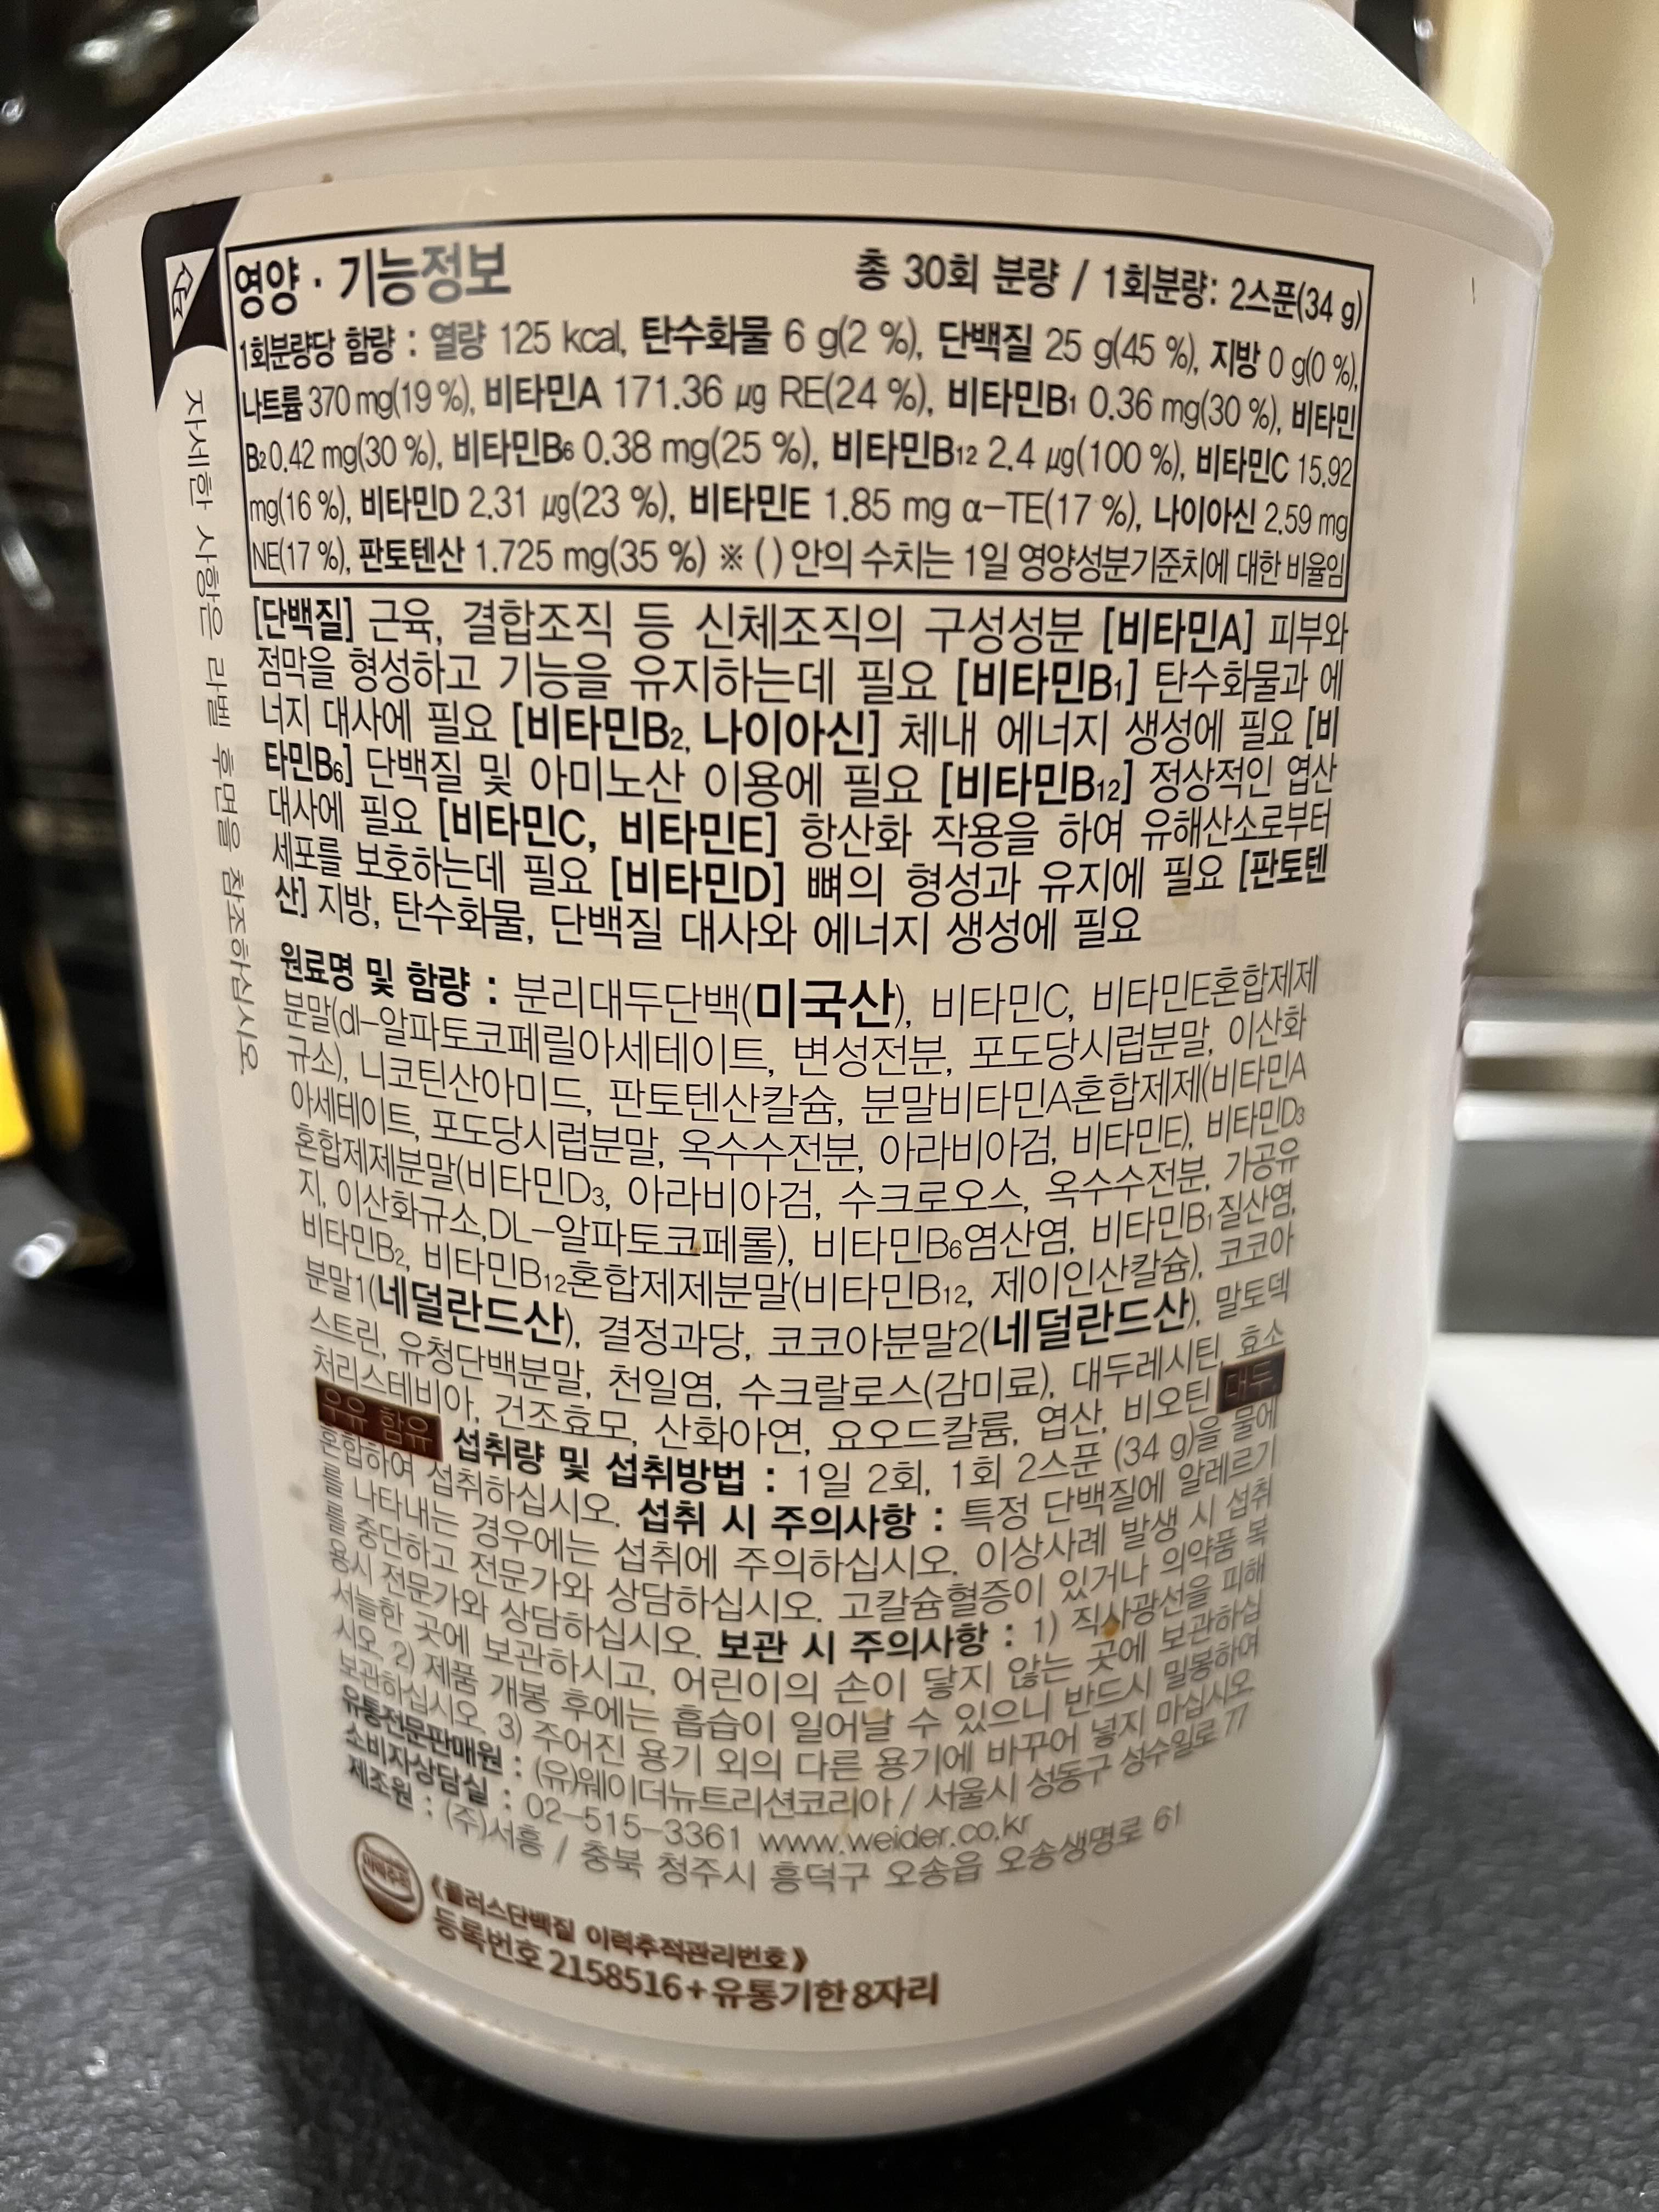 영양 · 기능정보 총 30회 분량 / 1회분량: 2스푼(34 g)
1회분량당 함량 : 열량 125 kcal, 탄수화물 6 g(2 %), 단백질 25 g(45 %), 지방 0 g(0 %),
나트륨 370 mg(19 %), 비타민A 171.36 μg RE(24 %), 비타민B1 0.36 mg(30 %), 비타민
B2 0.42 mg(30 %), 비타민B6 0.38 mg(25 %), 비타민B12 2.4 μg(100 %), 비타민C 15.92
mg(16 %), 비타민D 2.31 μg(23 %), 비타민E 1.85 mg α-TE(17 %), 나이아신 2.59 mg
NE(17 %), 판토텐산 1.725 mg(35 %) ※ ( ) 안의 수치는 1일 영양성분기준치에 대한 비율임
[단백질] 근육, 결합조직 등 신체조직의 구성성분 [비타민A] 피부와
점막을 형성하고 기능을 유지하는데 필요 [비타민B1] 탄수화물과 에
너지 대사에 필요 [비타민B2, 나이아신] 체내 에너지 생성에 필요 [비
타민B6] 단백질 및 아미노산 이용에 필요 [비타민B12] 정상적인 엽산
대사에 필요 [비타민C, 비타민E] 항산화 작용을 하여 유해산소로부터
세포를 보호하는데 필요 [비타민D] 뼈의 형성과 유지에 필요 [판토텐
산] 지방, 탄수화물, 단백질 대사와 에너지 생성에 필요
원료명 및 함량 : 분리대두단백(미국산), 비타민C, 비타민E혼합제제
분말(dl-알파토코페릴아세테이트, 변성전분, 포도당시럽분말, 이산화
규소), 니코틴산아미드, 판토텐산칼슘, 분말비타민A혼합제제(비타민A
아세테이트, 포도당시럽분말, 옥수수전분, 아라비아검, 비타민E), 비타민D3
혼합제제분말(비타민D3, 아라비아검, 수크로오스, 옥수수전분, 가공유
지, 이산화규소,DL-알파토코페롤), 비타민B6염산염, 비타민B1질산염,
비타민B2, 비타민B12혼합제제분말(비타민B12, 제이인산칼슘), 코코아
분말1(네덜란드산), 결정과당, 코코아분말2(네덜란드산), 말토덱
스트린, 유청단백분말, 천일염, 수크랄로스(감미료), 대두레시틴, 효소
처리스테비아, 건조효모, 산화아연, 요오드칼륨, 엽산, 비오틴 대두,
우유 함유 섭취량 및 섭취방법 : 1일 2회, 1회 2스푼 (34 g)을 물에
혼합하여 섭취하십시오. 섭취 시 주의사항 : 특정 단백질에 알레르기
를 나타내는 경우에는 섭취에 주의하십시오. 이상사례 발생 시 섭취
를 중단하고 전문가와 상담하십시오. 고칼슘혈증이 있거나 의약품 복
용시 전문가와 상담하십시오. 보관 시 주의사항 : 1) 직사광선을 피해
서늘한 곳에 보관하시고, 어린이의 손이 닿지 않는 곳에 보관하십
시오. 2) 제품 개봉 후에는 흡습이 일어날 수 있으니 반드시 밀봉하여
보관하십시오. 3) 주어진 용기 외의 다른 용기에 바꾸어 넣지 마십시오.
유통전문판매원 : (유)웨이더뉴트리션코리아 / 서울시 성동구 성수일로 77
소비자상담실 : 02-515-3361 www.weider.co.kr
제조원 : (주)서흥 / 충북 청주시 흥덕구 오송읍 오송생명로 61
《플러스단백질 이력추적관리번호》
등록번호 2158516+유통기한 8자리
자세한 사항은 라벨 후면을 참조하십시오